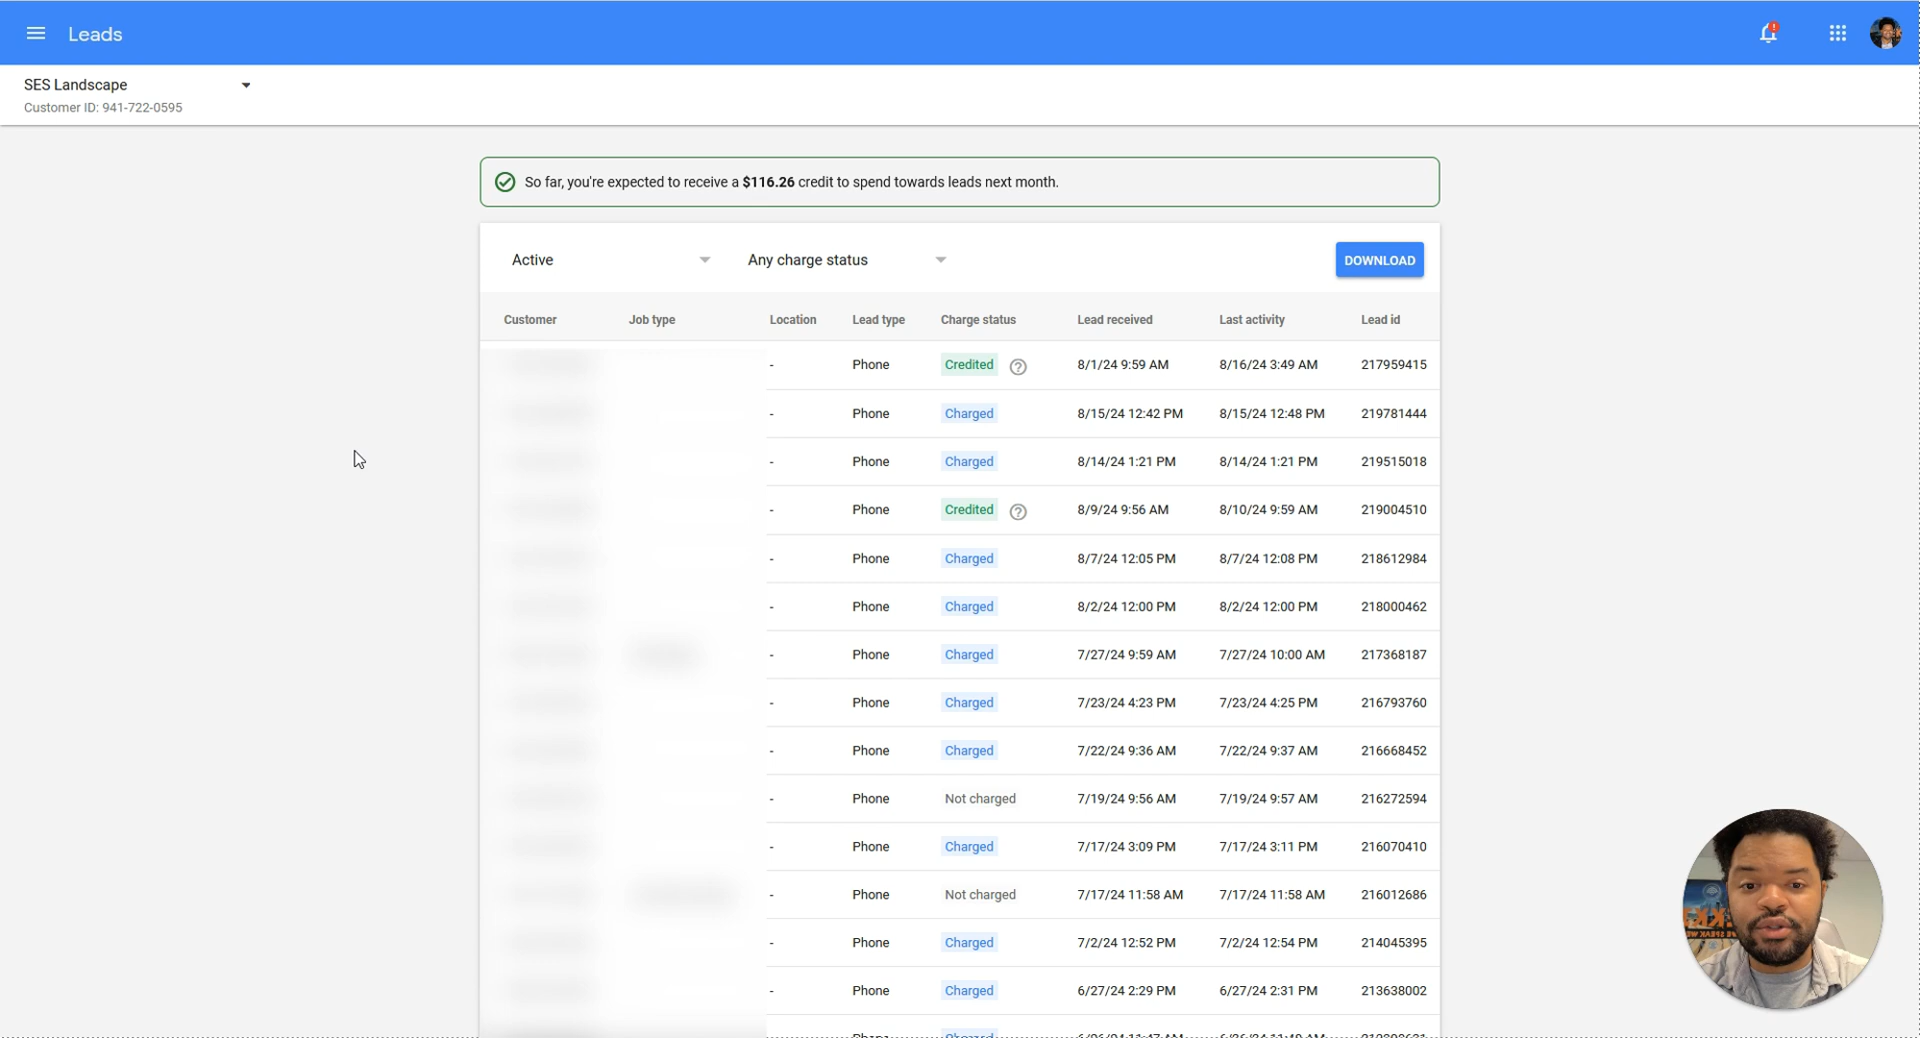 Leads
SES Landscape
Customer ID: 941-722-0595
So far, you're expected to receive a $116.26 credit to spend towards leads next month.
Active Any charge status DOWNLOAD
Customer Job type Location Lead type Charge status Lead received Last activity Lead id
- Phone Credited 8/1/24 9:59 AM 8/16/24 3:49 AM 217959415
- Phone Charged 8/15/24 12:42 PM 8/15/24 12:48 PM 219781444
- Phone Charged 8/14/24 1:21 PM 8/14/24 1:21 PM 219515018
- Phone Credited 8/9/24 9:56 AM 8/10/24 9:59 AM 219004510
- Phone Charged 8/7/24 12:05 PM 8/7/24 12:08 PM 218612984
- Phone Charged 8/2/24 12:00 PM 8/2/24 12:00 PM 218000462
- Phone Charged 7/27/24 9:59 AM 7/27/24 10:00 AM 217368187
- Phone Charged 7/23/24 4:23 PM 7/23/24 4:25 PM 216793760
- Phone Charged 7/22/24 9:36 AM 7/22/24 9:37 AM 216668452
- Phone Not charged 7/19/24 9:56 AM 7/19/24 9:57 AM 216272594
- Phone Charged 7/17/24 3:09 PM 7/17/24 3:11 PM 216070410
- Phone Not charged 7/17/24 11:58 AM 7/17/24 11:58 AM 216012686
- Phone Charged 7/2/24 12:52 PM 7/2/24 12:54 PM 214045395
- Phone Charged 6/27/24 2:29 PM 6/27/24 2:31 PM 213638002